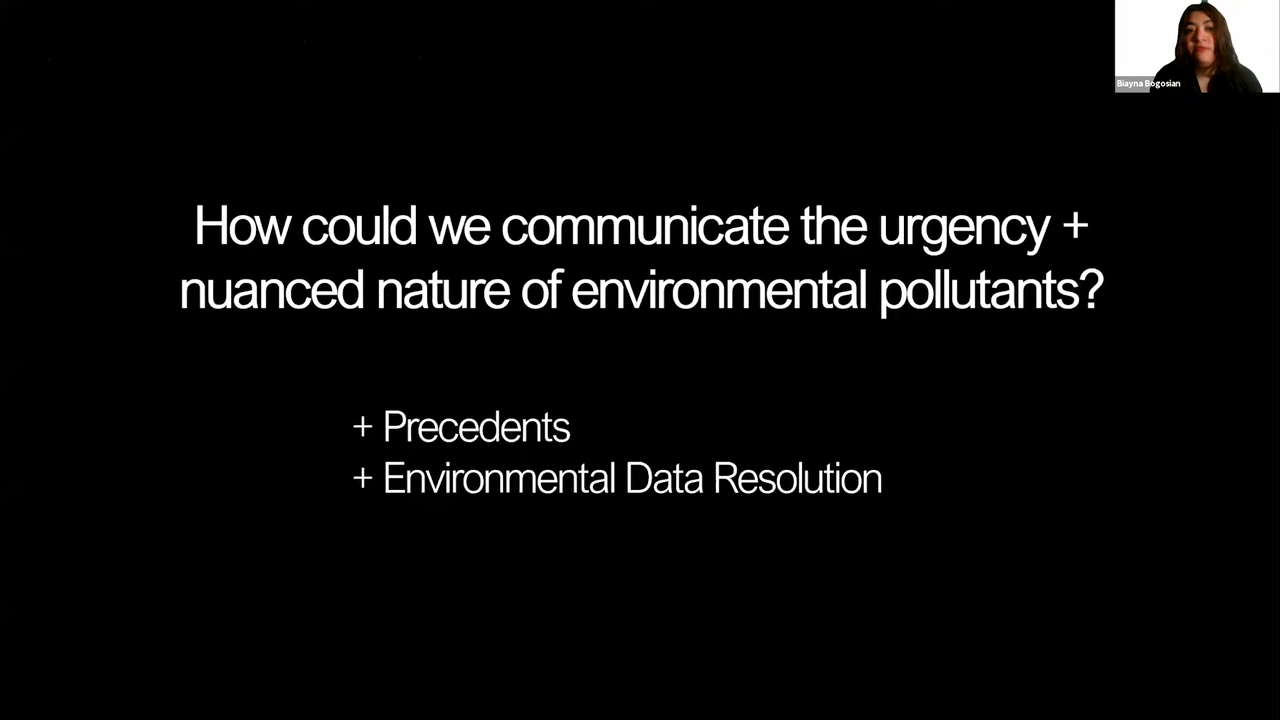 Biayna Bogosian
How could we communicate the urgency +
nuanced nature of environmental pollutants?
+ Precedents
+ Environmental Data Resolution